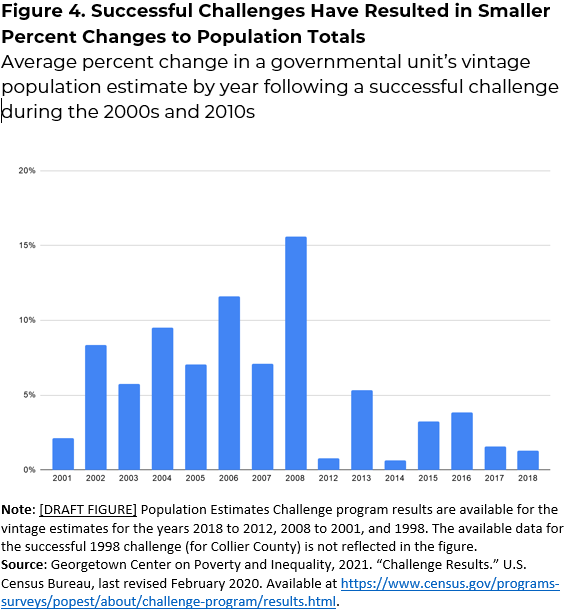 Figure 4. Successful Challenges Have Resulted in Smaller
Percent Changes to Population Totals
Average percent change in a governmental unit's vintage
population estimate by year following a successful challenge
during the 2000s and 2010s
20%
15%
10%
5%
0%
2001 2002 2003 2004 2005 2006 2007 2008 2012 2013 2014 2015 2016 2017 2018
Note: [DRAFT FIGURE] Population Estimates Challenge program results are available for the
vintage estimates for the years 2018 to 2012, 2008 to 2001, and 1998. The available data for
the successful 1998 challenge (for Collier County) is not reflected in the figure.
Source: Georgetown Center on Poverty and Inequality, 2021. “Challenge Results.” U.S.
Census Bureau, last revised February 2020. Available at https://www.census.gov/programs-
surveys/popest/about/challenge-program/results.html.